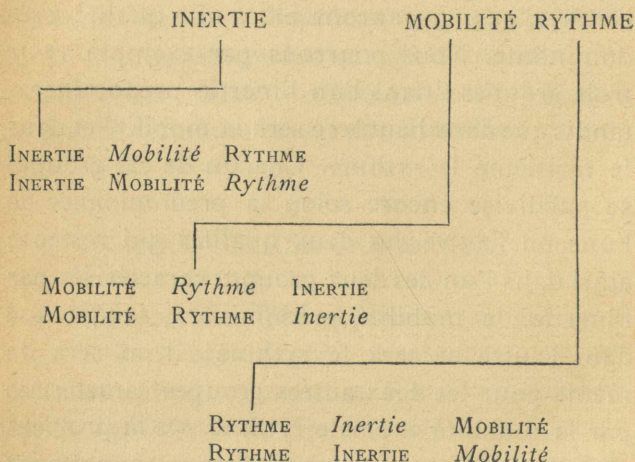 INERTIE MOBILITÉ RYTHME
INERTIE Mobilité RYTHME
INERTIE MOBILITÉ Rythme
MOBILITÉ Rythme INERTIE
MOBILITÉ RYTHME Inertie
RYTHME Inertie MOBILITÉ
RYTHME INERTIE Mobilité